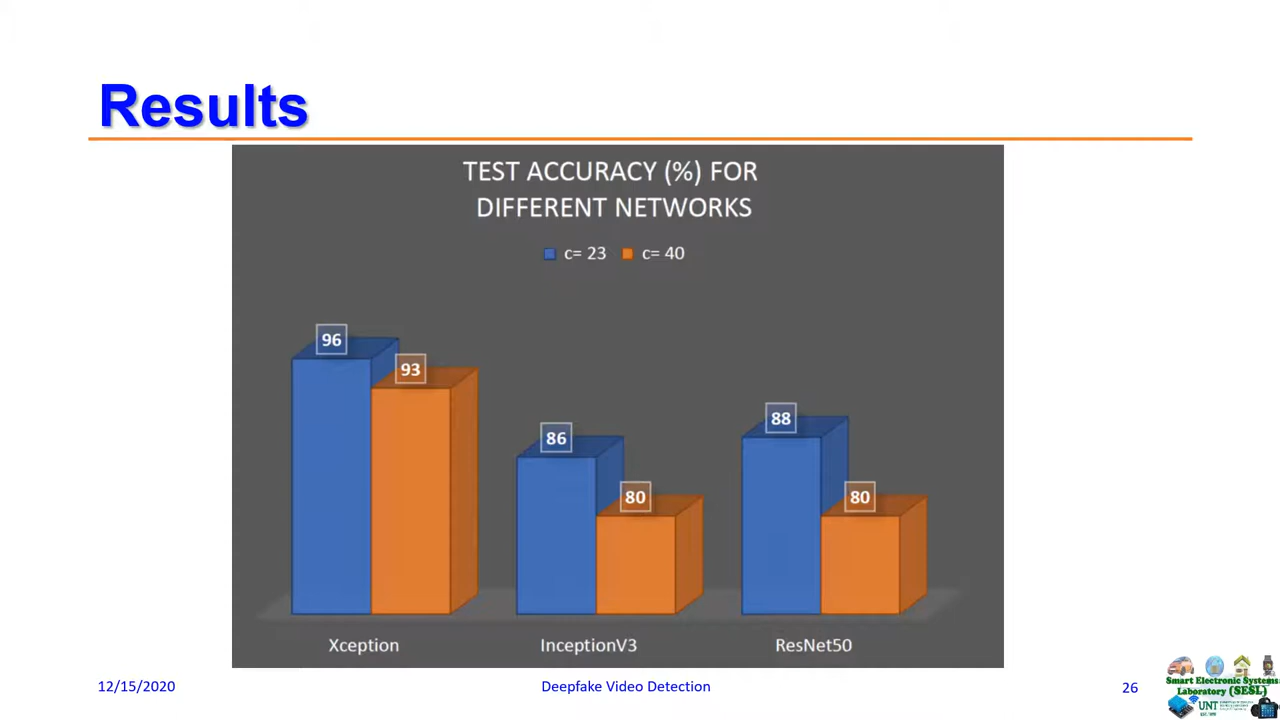 Results
TEST ACCURACY (%) FOR
DIFFERENT NETWORKS
c= 23 c= 40
96
93
86
80
88
80
Xception InceptionV3 ResNet50
12/15/2020 Deepfake Video Detection 26
Smart Electronic Systems
Laboratory (SESL)
UNT